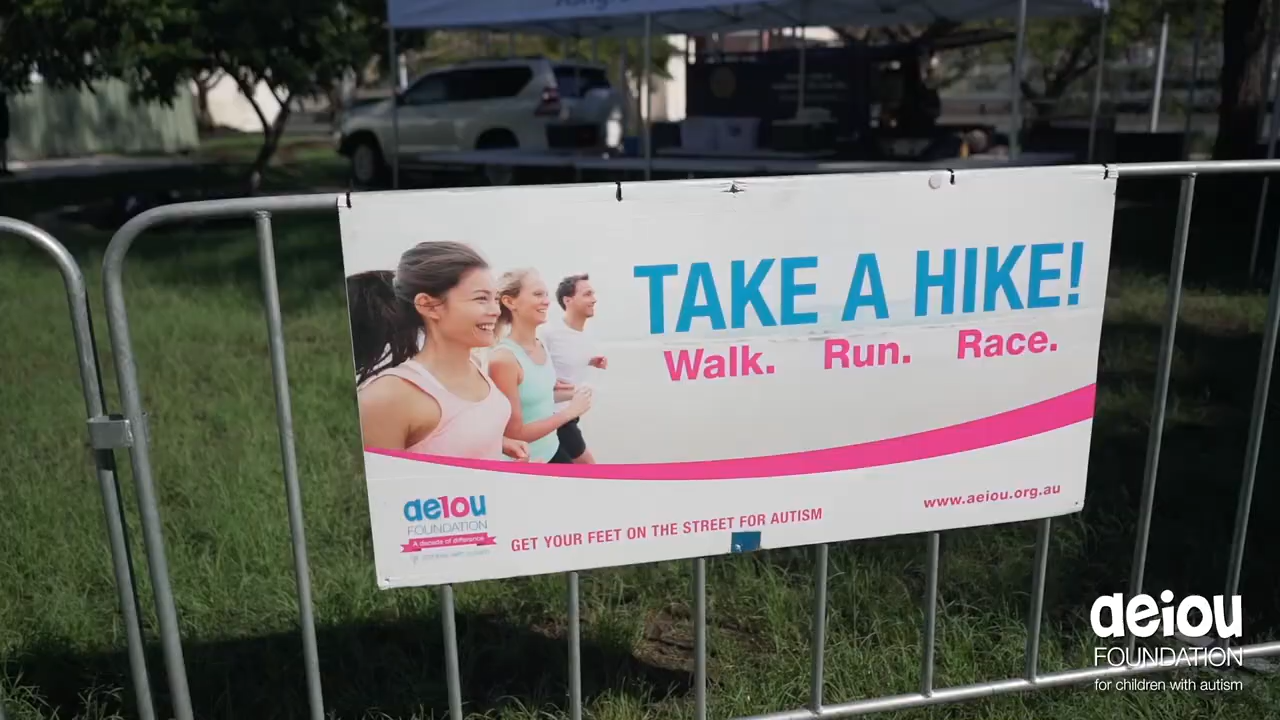 TAKE A HIKE!
Walk. Run. Race.
aeiou
FOUNDATION
A decade of difference
GET YOUR FEET ON THE STREET FOR AUTISM
www.aeiou.org.au
aeiou
FOUNDATION
for children with autism